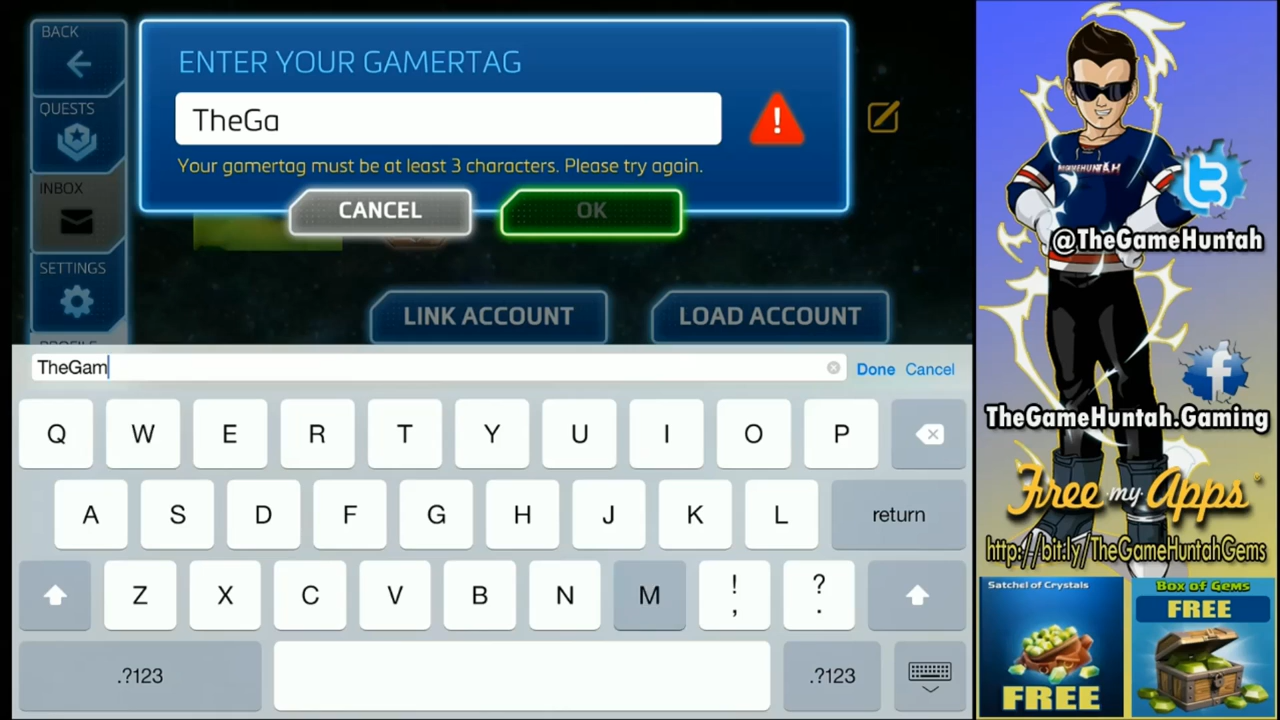 BACK
QUESTS
INBOX
SETTINGS
ENTER YOUR GAMERTAG
TheGa
!
Your gamertag must be at least 3 characters. Please try again.
CANCEL
OK
LINK ACCOUNT
LOAD ACCOUNT
TheGam
Done
Cancel
Q W E R T Y U I O P
A S D F G H J K L return
Z X C V B N M ! , ? .
.?123 .?123
@TheGameHuntah
TheGameHuntah.Gaming
Free my Apps
http://bit.ly/TheGameHuntahGems
Satchel of Crystals
FREE
Box of Gems
FREE